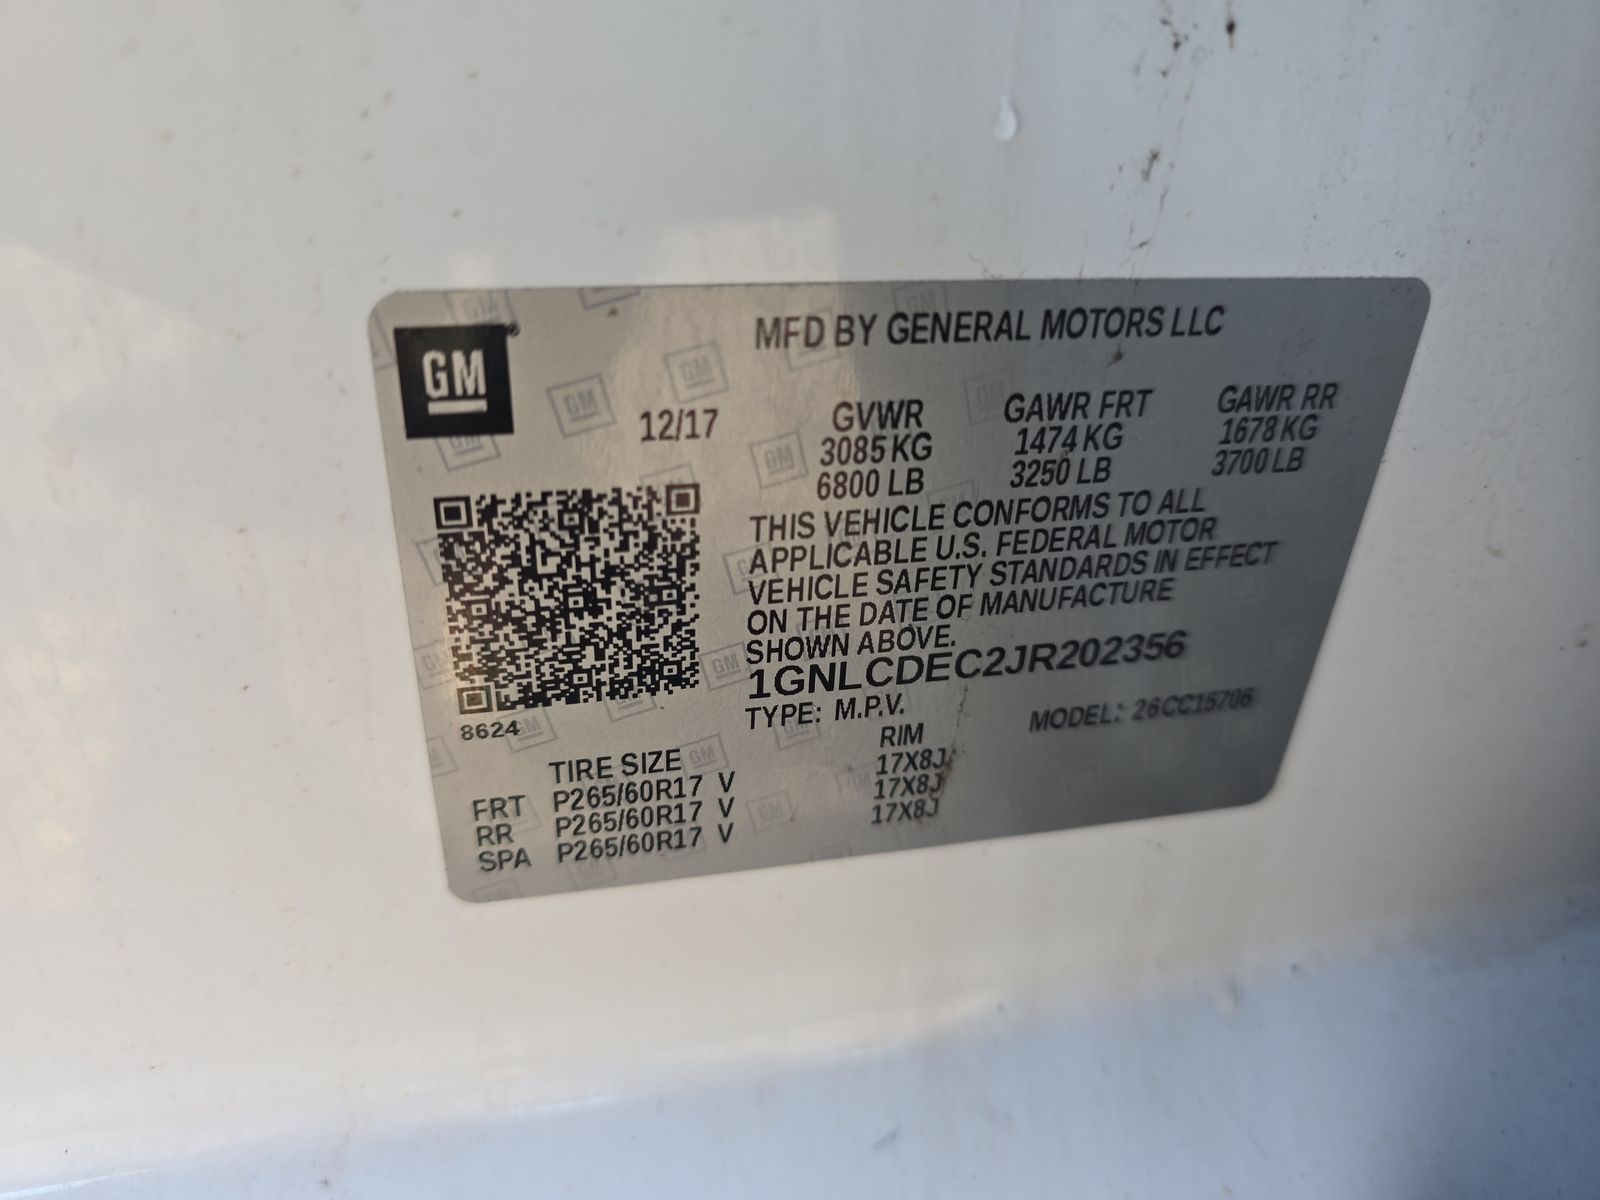 GM
MFD BY GENERAL MOTORS LLC
12/17 GVWR GAWR FRT GAWR RR
3085 KG 1474 KG 1678 KG
6800 LB 3250 LB 3700 LB
THIS VEHICLE CONFORMS TO ALL
APPLICABLE U.S. FEDERAL MOTOR
VEHICLE SAFETY STANDARDS IN EFFECT
ON THE DATE OF MANUFACTURE
SHOWN ABOVE.
1GNLCDEC2JR202356
TYPE: M.P.V. MODEL: 26CC15706
8624
TIRE SIZE RIM
FRT P265/60R17 V 17X8J
RR P265/60R17 V 17X8J
SPA P265/60R17 V 17X8J